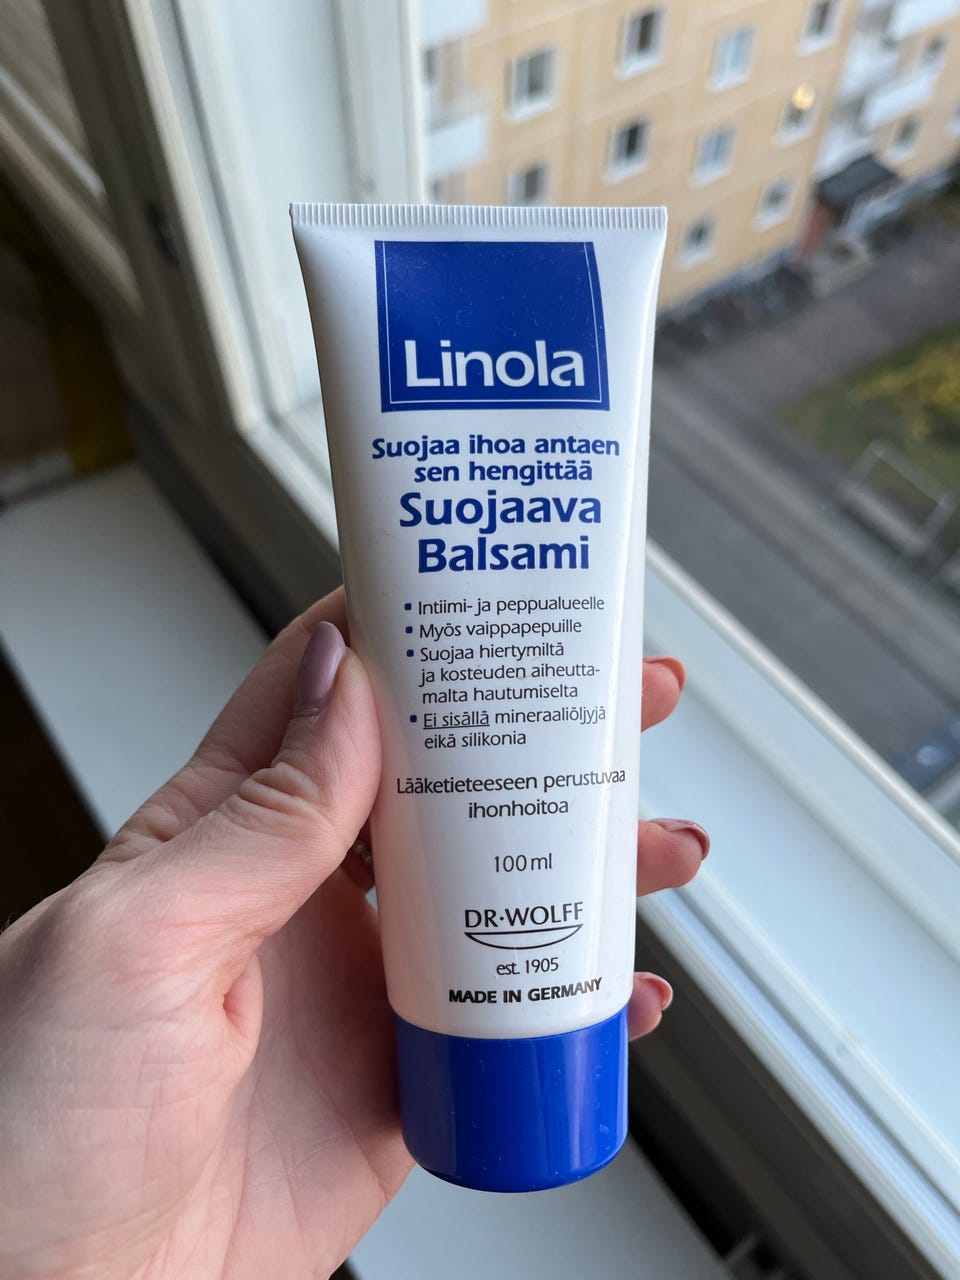 Linola
Suojaa ihoa antaen
sen hengittää
Suojaava
Balsami
▪ Intiimi- ja peppualueelle
▪ Myös vaippapepuille
▪ Suojaa hiertymiltä
ja kosteuden aiheutta-
malta hautumiselta
▪ Ei sisällä mineraaliöljyjä
eikä silikonia
Lääketieteeseen perustuvaa
ihonhoitoa
100 ml
DR·WOLFF
est. 1905
MADE IN GERMANY